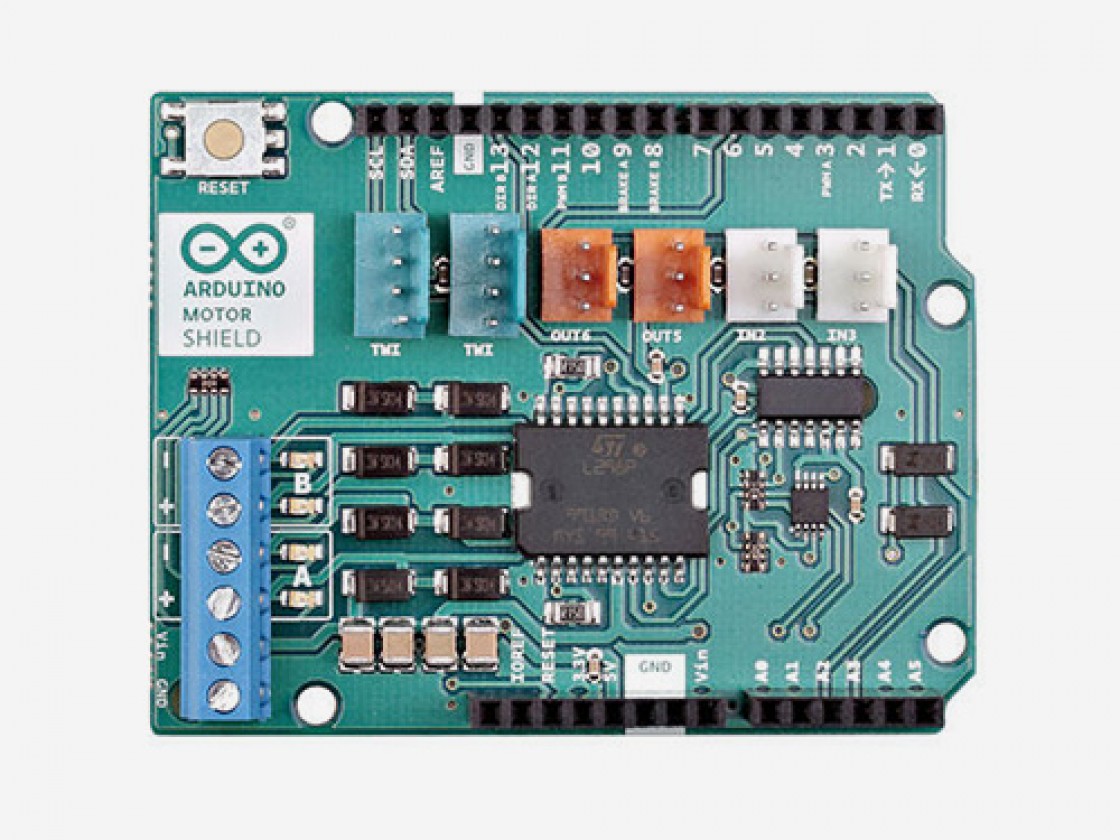 RESET
SCL
SDA
AREF
GND
DIR B 13
DIR A 12
PWM B 11
10
BRAKE A 9
BRAKE B 8
7
6
5
4
PWM A 3
2
TX→1
RX←0
ARDUINO
MOTOR
SHIELD
TWI
TWI
OUT6
OUT5
IN2
IN3
- B
+
- A
+
Vin
GND
ST
IOREF
RESET
3.3V
5V
GND
Vin
A0
A1
A2
A3
A4
A5